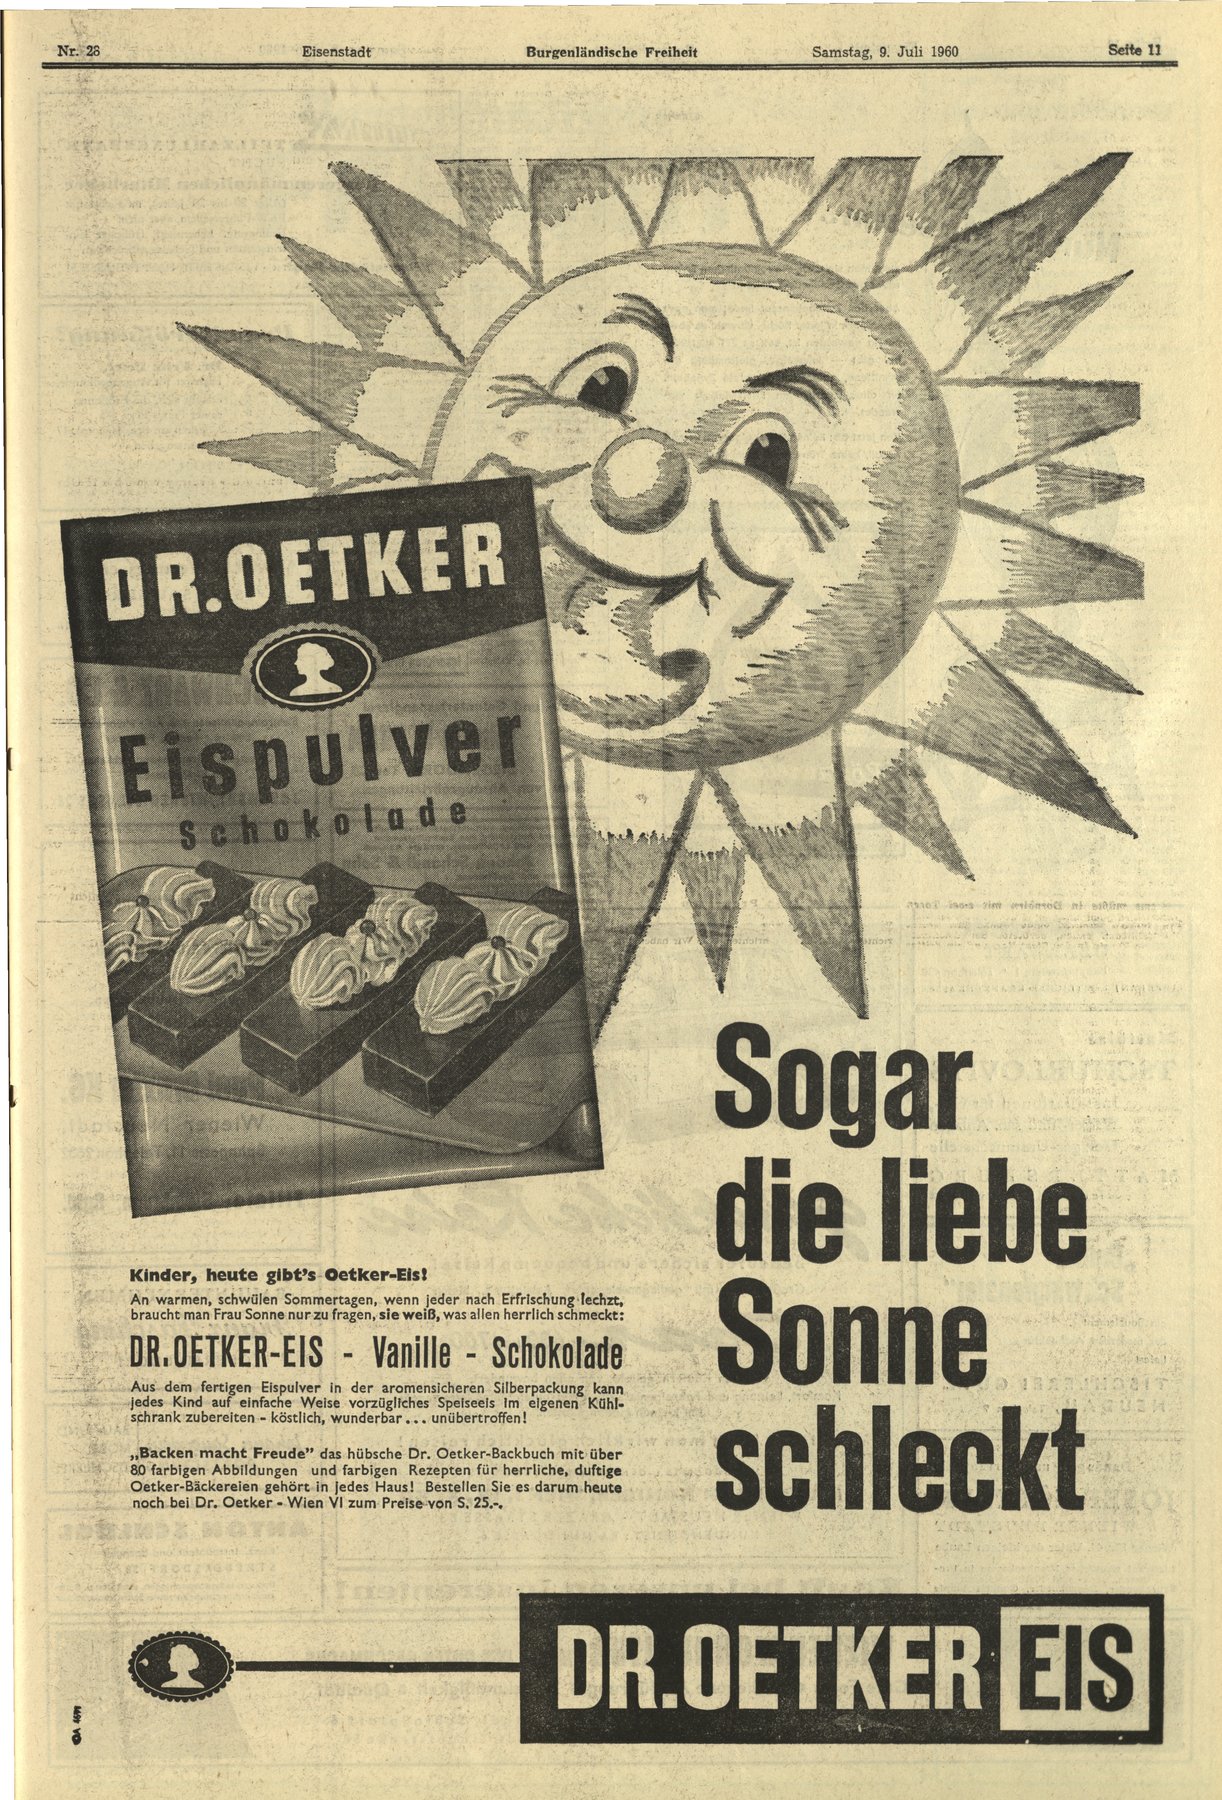 Nr. 28 Eisenstadt Burgenländische Freiheit Samstag, 9. Juli 1960 Seite 11
DR. OETKER
Eispulver
Schokolade
Sogar
die liebe
Sonne
schleckt
Kinder, heute gibt's Oetker-Eis!
An warmen, schwülen Sommertagen, wenn jeder nach Erfrischung lechzt,
braucht man Frau Sonne nur zu fragen, sie weiß, was allen herrlich schmeckt:
DR. OETKER-EIS - Vanille - Schokolade
Aus dem fertigen Eispulver in der aromensicheren Silberpackung kann
jedes Kind auf einfache Weise vorzügliches Speiseeis im eigenen Kühl-
schrank zubereiten - köstlich, wunderbar ... unübertroffen!
„Backen macht Freude" das hübsche Dr. Oetker-Backbuch mit über
80 farbigen Abbildungen und farbigen Rezepten für herrliche, duftige
Oetker-Bäckereien gehört in jedes Haus! Bestellen Sie es darum heute
noch bei Dr. Oetker - Wien VI zum Preise von S. 25.-.
DR. OETKER EIS